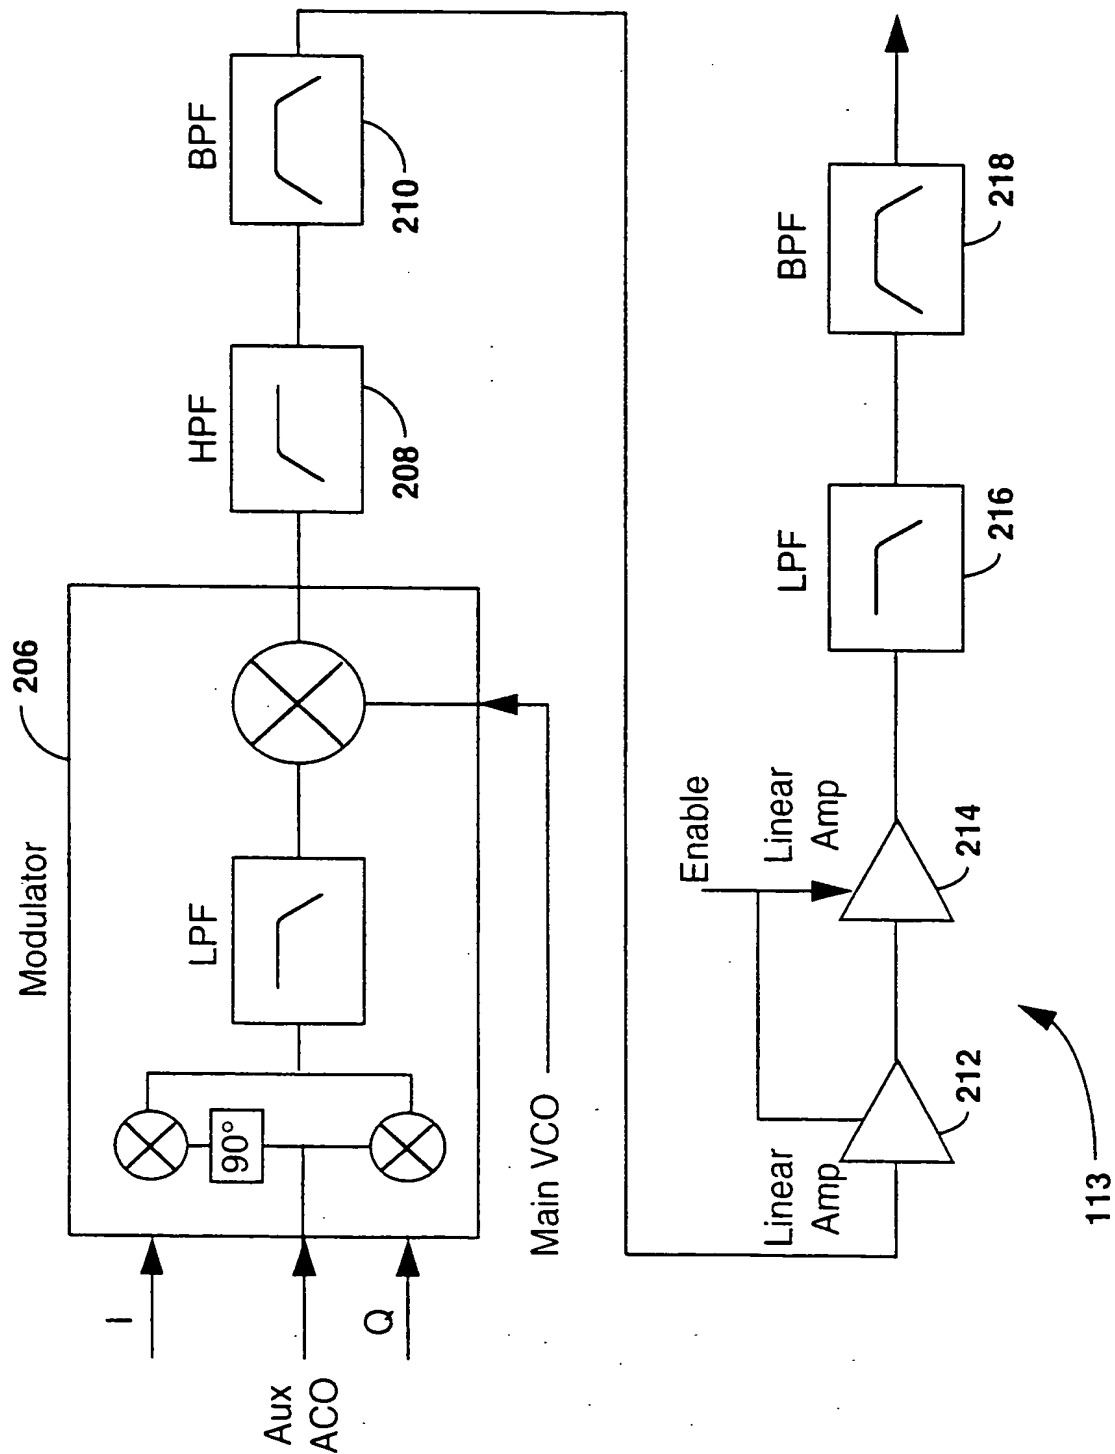 Modulator
206
I
Aux
ACO
Q
90°
LPF
Main VCO
HPF
208
BPF
210
Linear
Amp
212
Enable
Linear
Amp
214
LPF
216
BPF
218
113